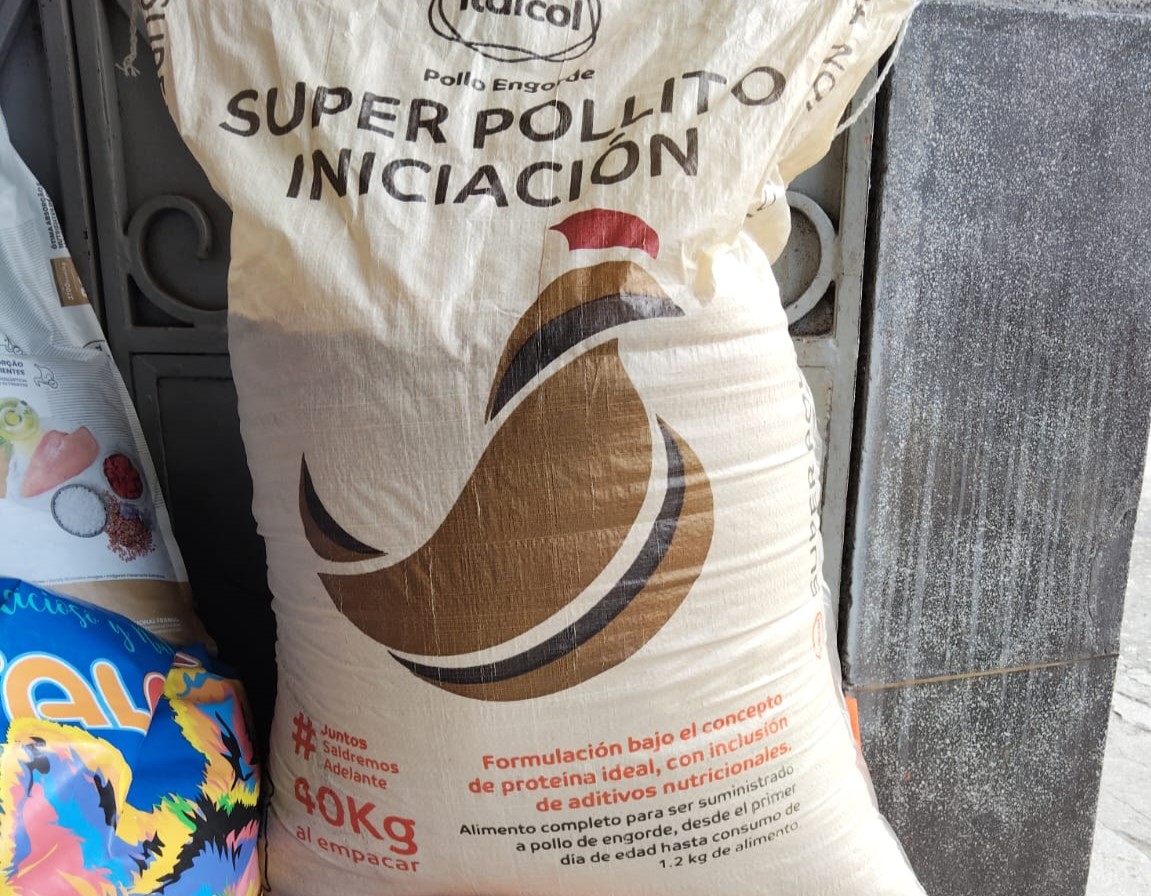 italcol
Pollo Engorde
SUPER POLLITO
INICIACIÓN
#Juntos
Saldremos
Adelante
40Kg
al empacar
Formulación bajo el concepto
de proteína ideal, con inclusión
de aditivos nutricionales.
Alimento completo para ser suministrado
a pollo de engorde, desde el primer
día de edad hasta consumo de
1.2 kg de alimento.